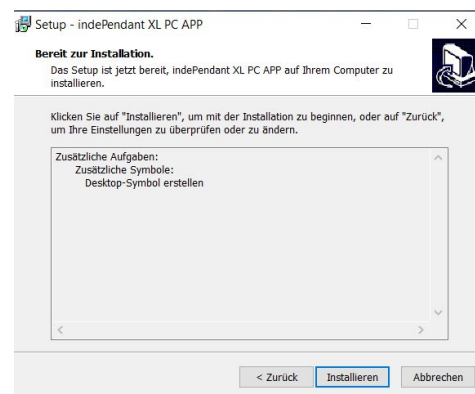 Setup - indePendant XL PC APP
Bereit zur Installation.
Das Setup ist jetzt bereit, indePendant XL PC APP auf Ihrem Computer zu
installieren.
Klicken Sie auf "Installieren", um mit der Installation zu beginnen, oder auf "Zurück",
um Ihre Einstellungen zu überprüfen oder zu ändern.
Zusätzliche Aufgaben:
Zusätzliche Symbole:
Desktop-Symbol erstellen
< Zurück
Installieren
Abbrechen